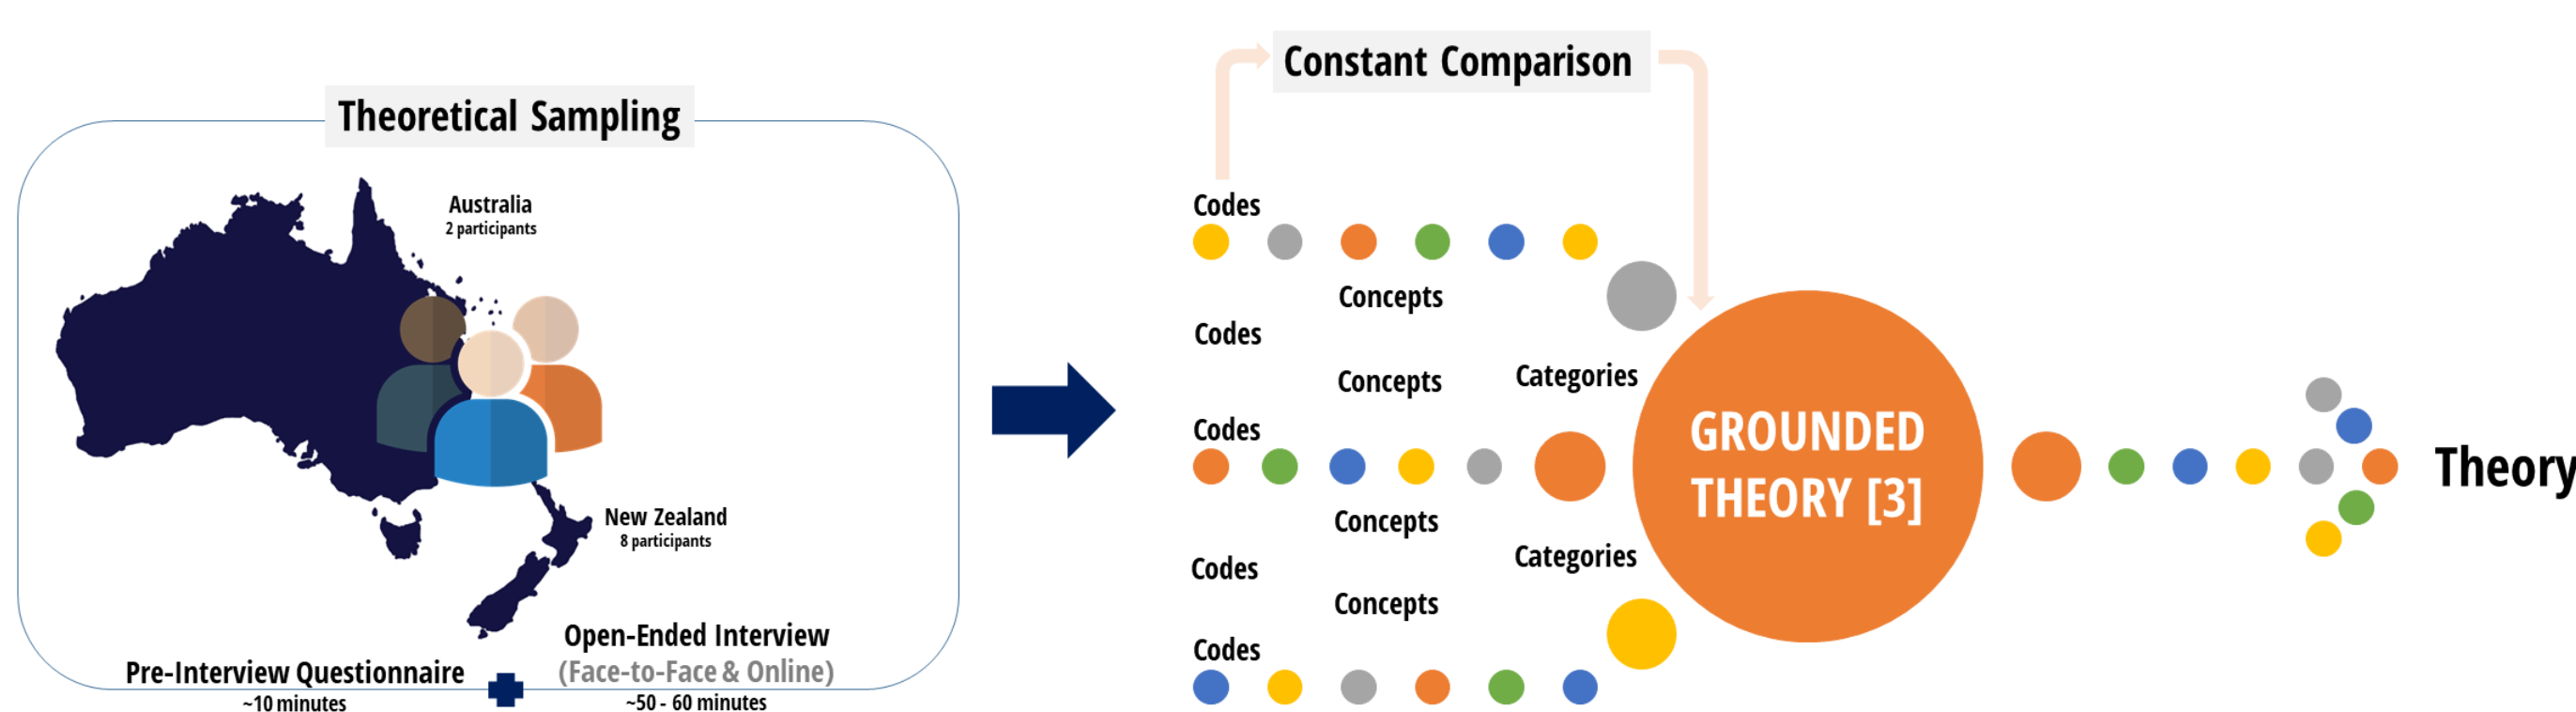 Theoretical Sampling
Australia
2 participants
New Zealand
8 participants
Pre-Interview Questionnaire
~10 minutes
Open-Ended Interview
(Face-to-Face & Online)
~50 - 60 minutes
Constant Comparison
Codes
Concepts
Codes
Concepts
Categories
Codes
Concepts
Categories
Codes
Concepts
Codes
GROUNDED
THEORY [3]
Theory